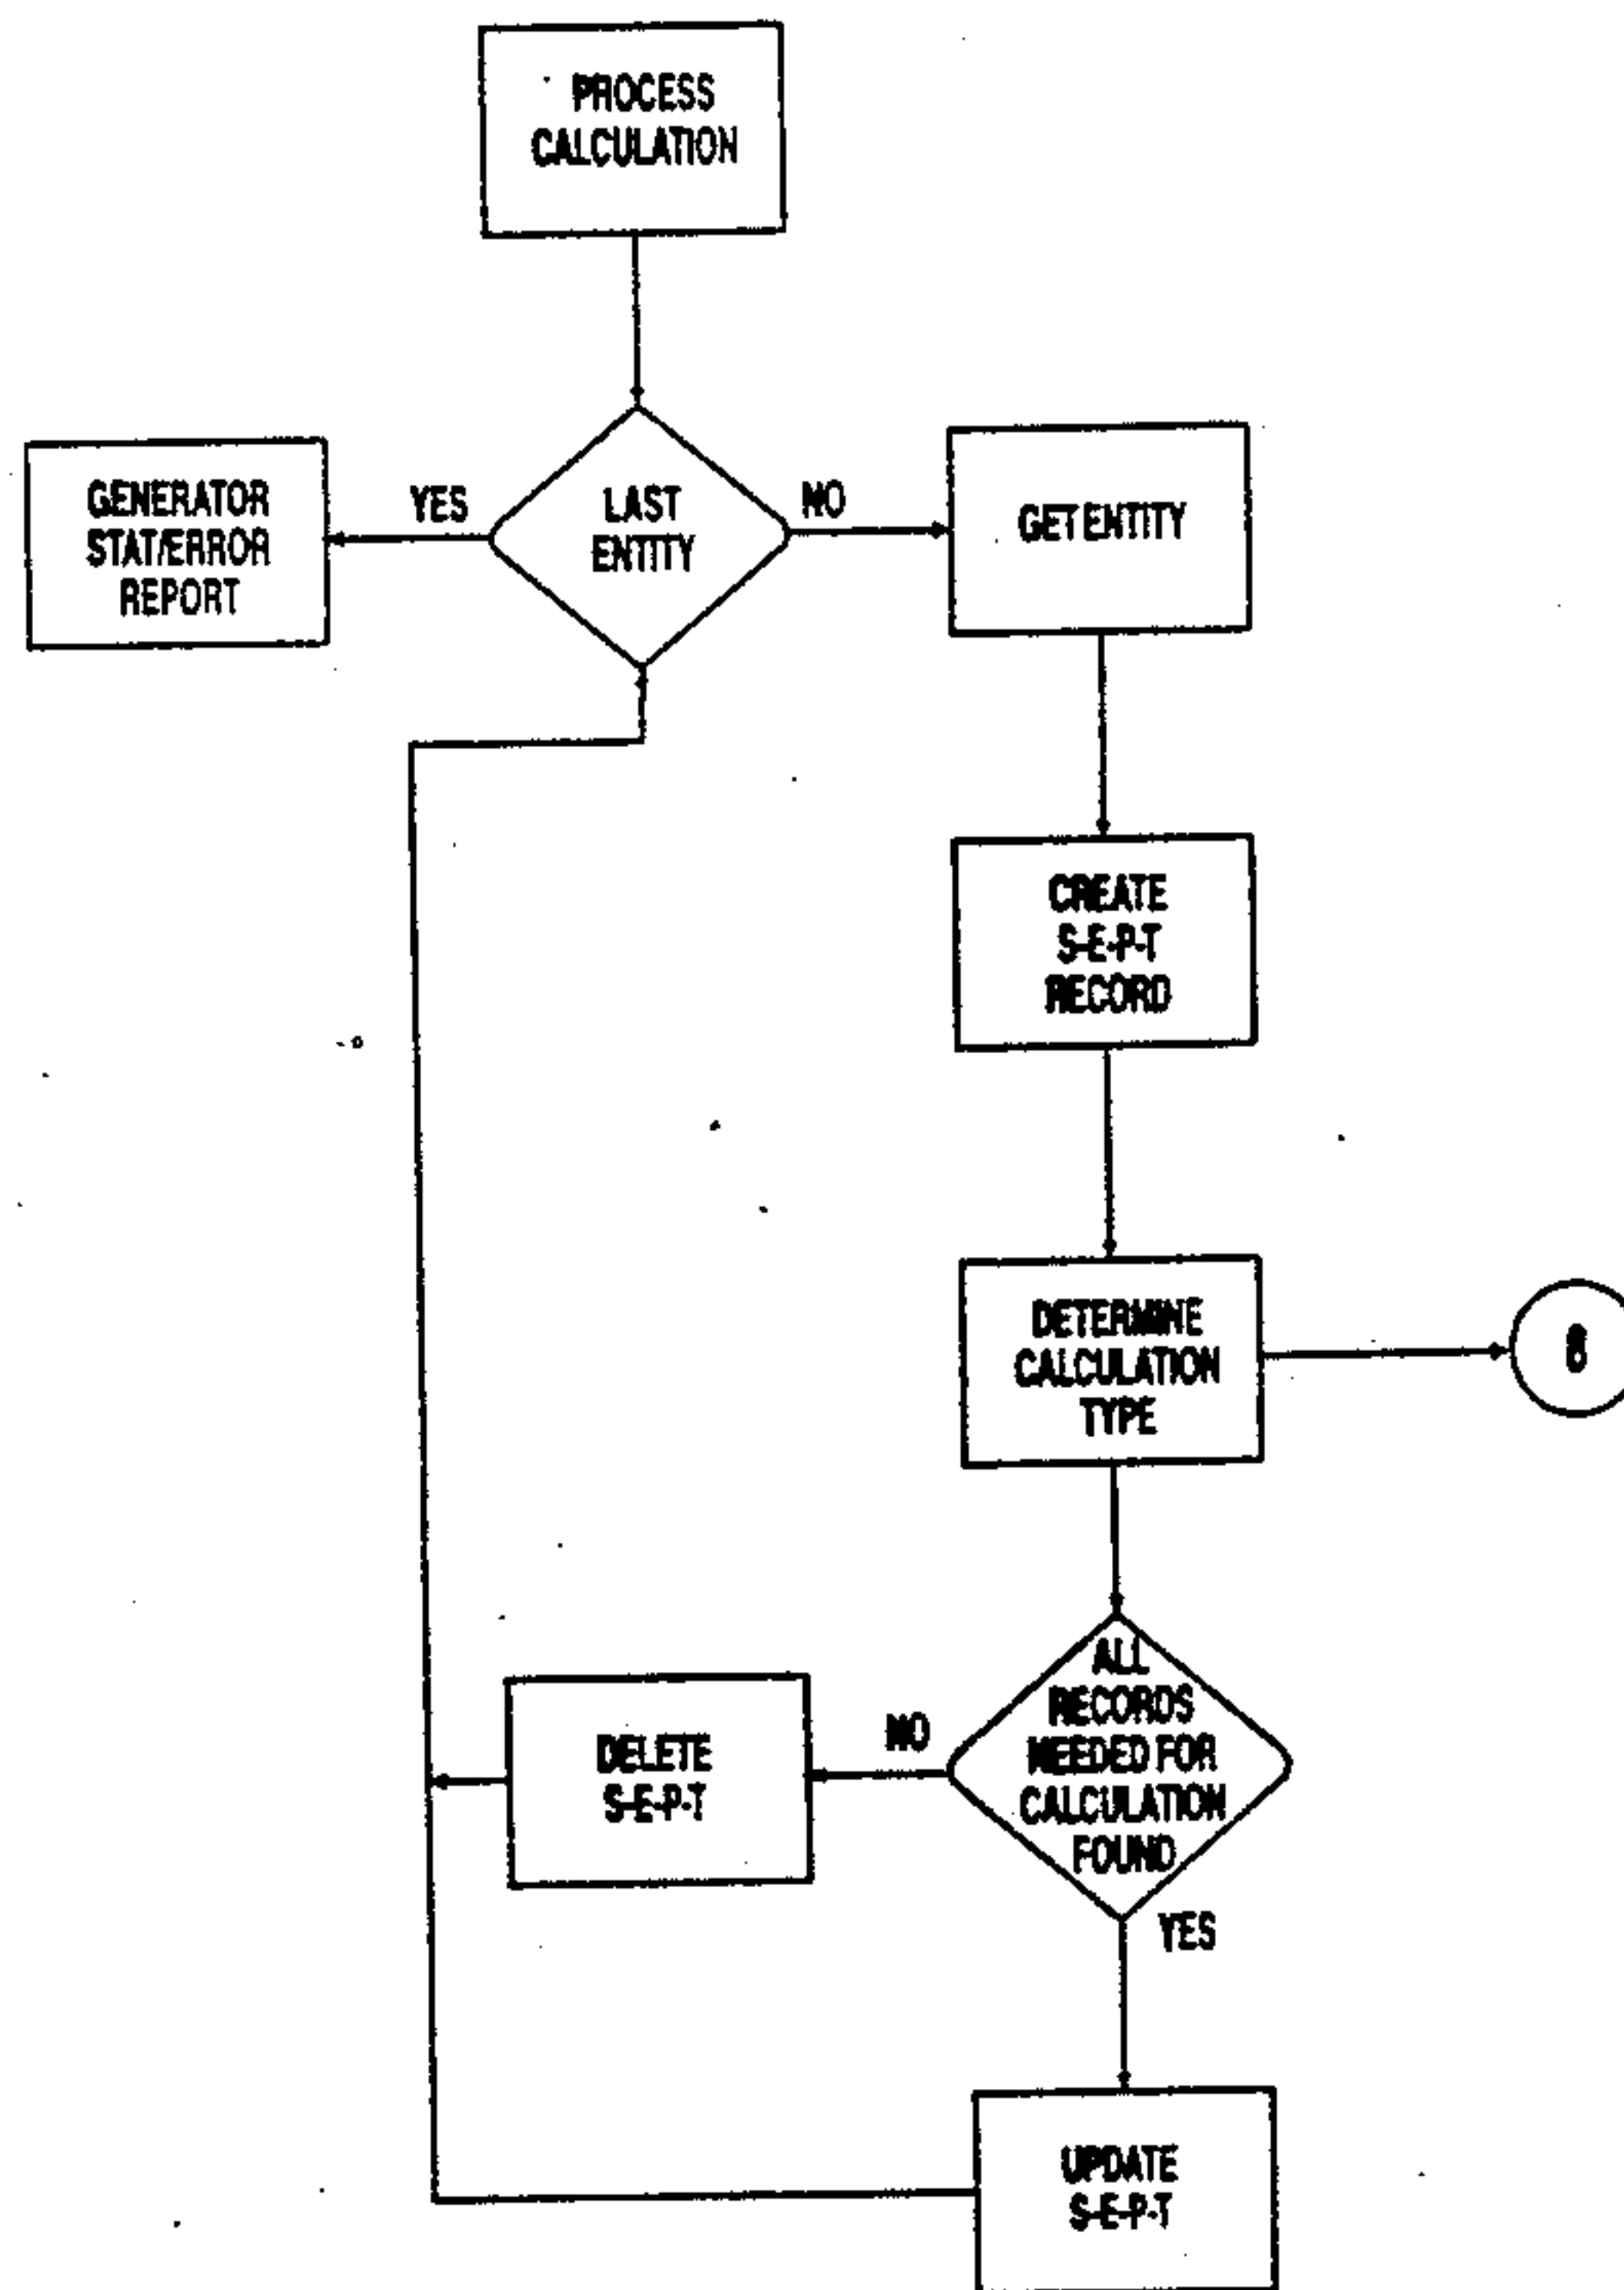 PROCESS
CALCULATION
GENERATOR
STAT/ERROR
REPORT
YES
LAST
ENTITY
NO
GET ENTITY
CREATE
S-E-P-T
RECORD
DETERMINE
CALCULATION
TYPE
ALL
RECORDS
NEEDED FOR
CALCULATION
FOUND
NO
DELETE
S-E-P-T
YES
UPDATE
S-E-P-T